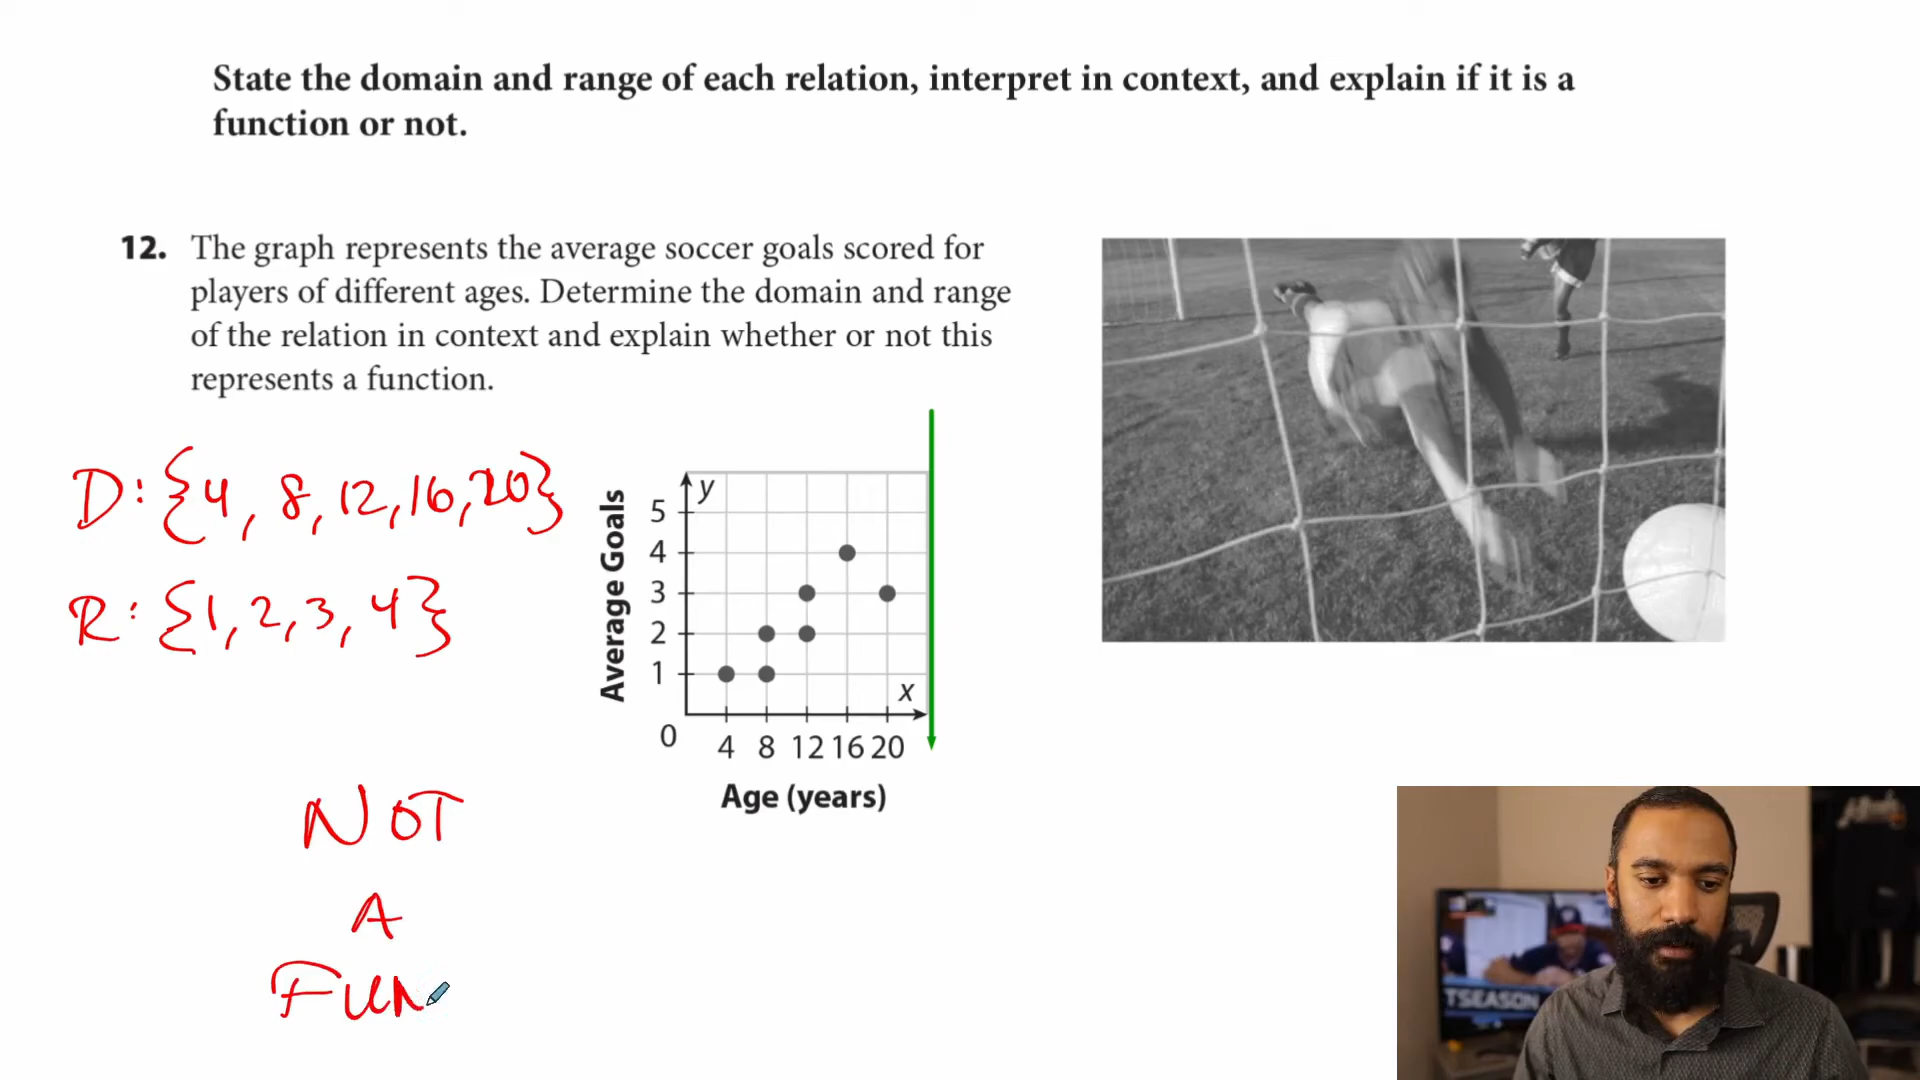 State the domain and range of each relation, interpret in context, and explain if it is a
function or not.
12. The graph represents the average soccer goals scored for
players of different ages. Determine the domain and range
of the relation in context and explain whether or not this
represents a function.
D: {4, 8, 12, 16, 20}
R: {1, 2, 3, 4}
Average Goals
y
5
4
3
2
1
x
0
4 8 12 16 20
Age (years)
NOT
A
FUN
TSEASON